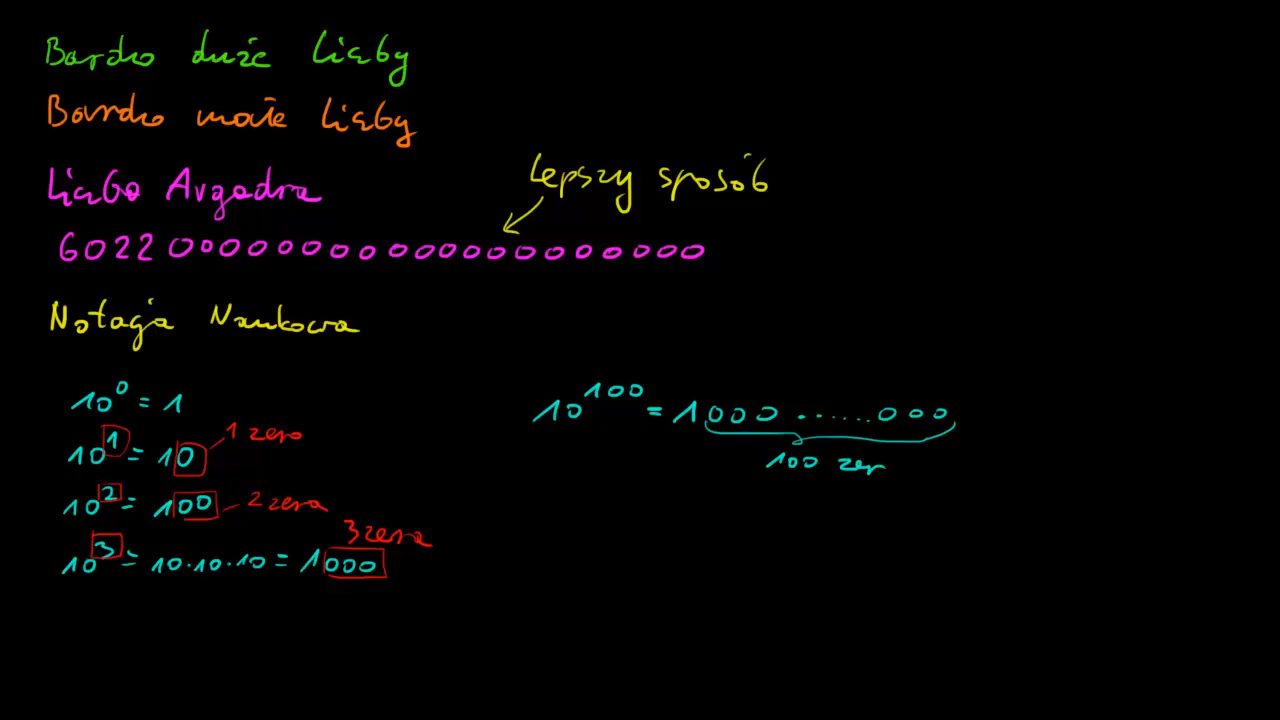 Bardzo duże liczby
Bardzo małe liczby
Liczba Avgadra
lepszy sposób
602200000000000000000000
Notacja Naukowa
10⁰ = 1
10¹ = 10
1 zero
10² = 100
2 zera
3 zera
10³ = 10·10·10 = 1000
10¹⁰⁰ = 1000.......000
100 zer